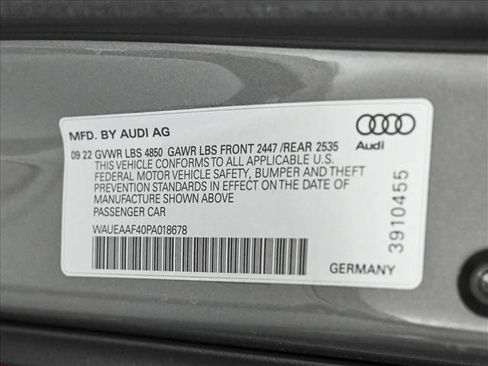 MFD. BY AUDI AG
Audi
09 22 GVWR LBS 4850 GAWR LBS FRONT 2447 /REAR 2535
THIS VEHICLE CONFORMS TO ALL APPLICABLE U.S.
FEDERAL MOTOR VEHICLE SAFETY, BUMPER AND THEFT
PREVENTION STANDARDS IN EFFECT ON THE DATE OF
MANUFACTURE SHOWN ABOVE
PASSENGER CAR
WAUEAAF40PA018678
GERMANY
3910455